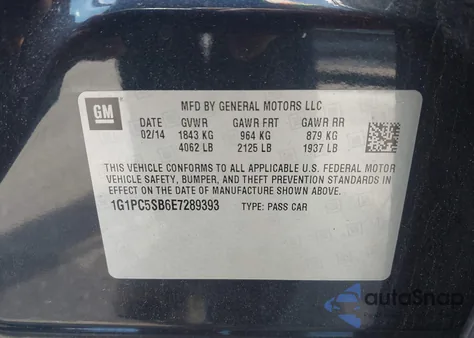 GM
MFD BY GENERAL MOTORS LLC
DATE GVWR GAWR FRT GAWR RR
02/14 1843 KG 964 KG 879 KG
4062 LB 2125 LB 1937 LB
THIS VEHICLE CONFORMS TO ALL APPLICABLE U.S. FEDERAL MOTOR
VEHICLE SAFETY, BUMPER, AND THEFT PREVENTION STANDARDS IN
EFFECT ON THE DATE OF MANUFACTURE SHOWN ABOVE.
1G1PC5SB6E7289393 TYPE: PASS CAR
autoSnap